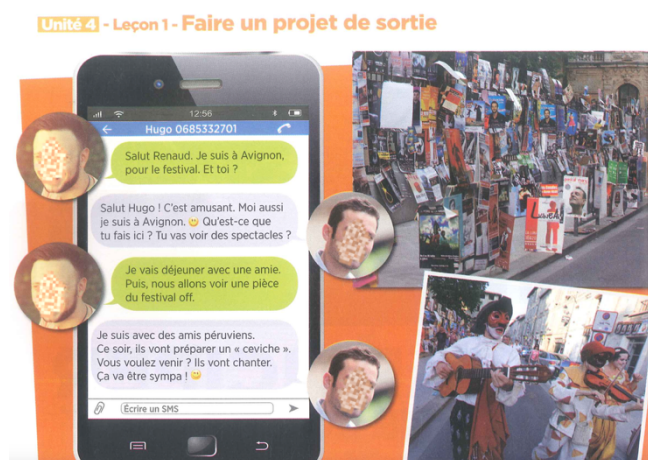 Unité 4 - Leçon 1 - Faire un projet de sortie
12:56
Hugo 0685332701
Salut Renaud. Je suis à Avignon,
pour le festival. Et toi ?
Salut Hugo ! C'est amusant. Moi aussi
je suis à Avignon. Qu'est-ce que
tu fais ici ? Tu vas voir des spectacles ?
Je vais déjeuner avec une amie.
Puis, nous allons voir une pièce
du festival off.
Je suis avec des amis péruviens.
Ce soir, ils vont préparer un « ceviche ».
Vous voulez venir ? Ils vont chanter.
Ça va être sympa !
Écrire un SMS